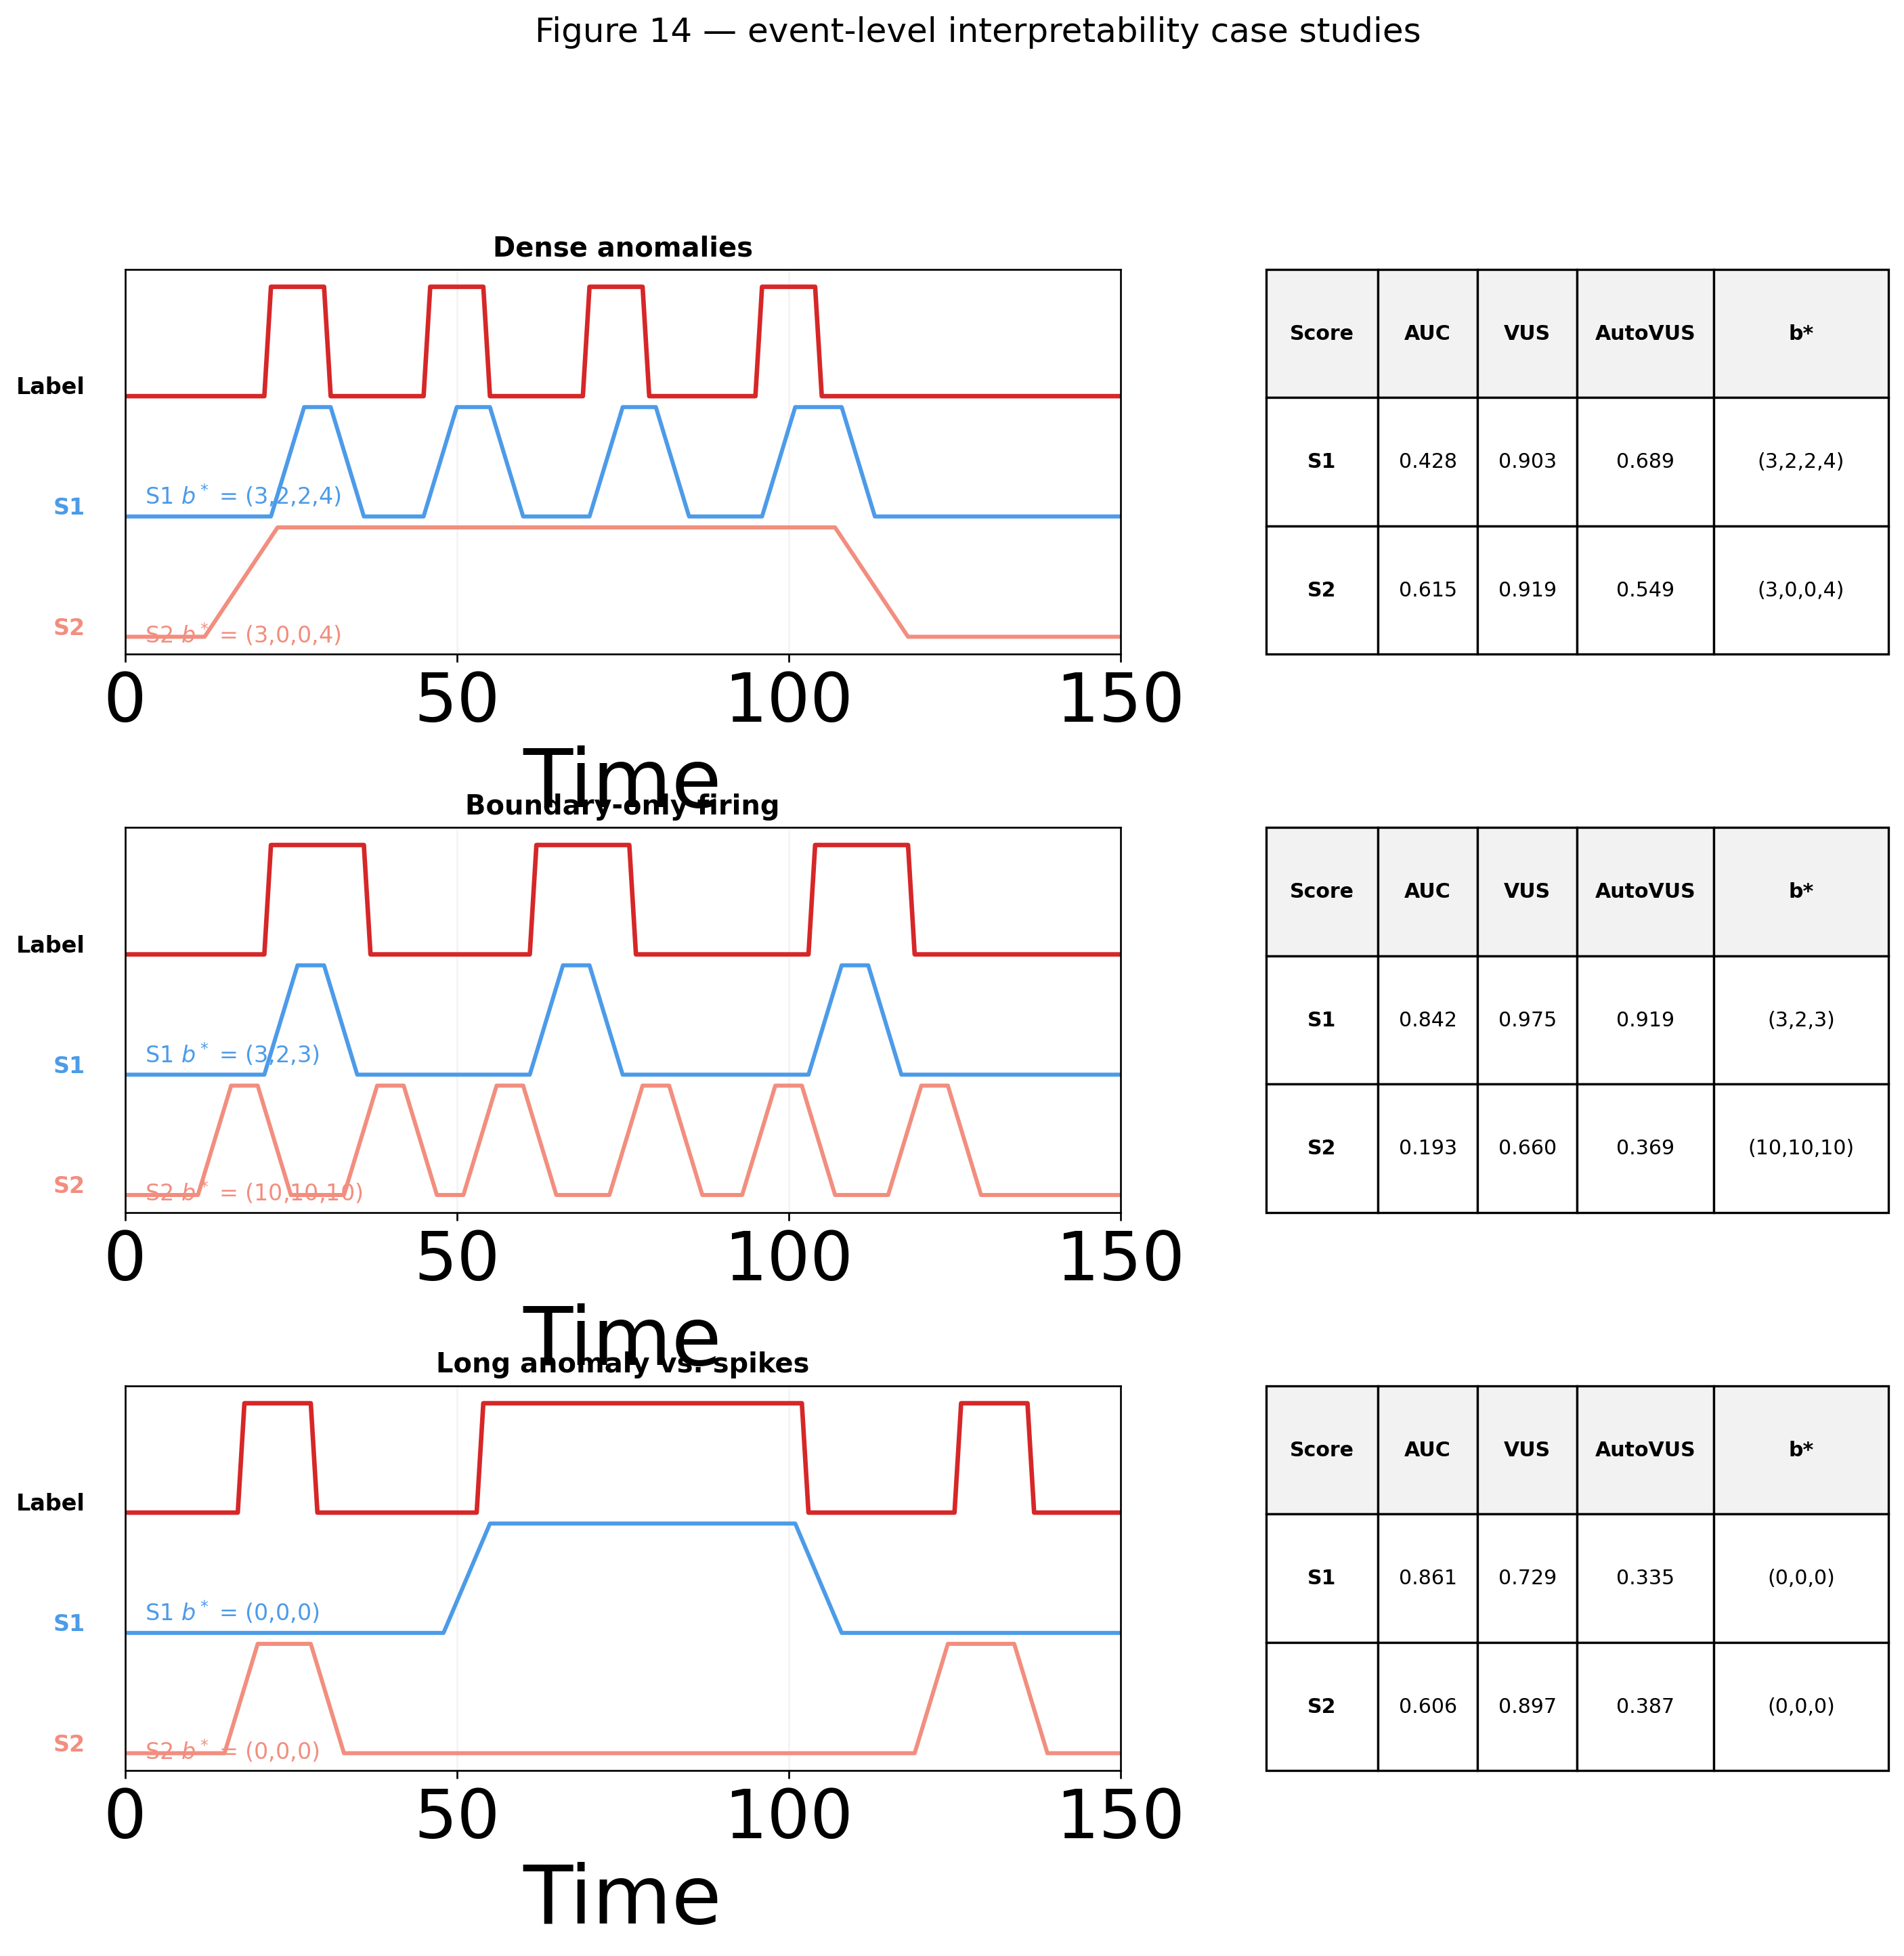 Figure 14 — event-level interpretability case studies
Dense anomalies
Label
S1
S2
S1 b* = (3,2,2,4)
S2 b* = (3,0,0,4)
0 50 100 150
Time
Score AUC VUS AutoVUS b*
S1 0.428 0.903 0.689 (3,2,2,4)
S2 0.615 0.919 0.549 (3,0,0,4)
Boundary-only firing
Label
S1
S2
S1 b* = (3,2,3)
S2 b* = (10,10,10)
0 50 100 150
Time
Score AUC VUS AutoVUS b*
S1 0.842 0.975 0.919 (3,2,3)
S2 0.193 0.660 0.369 (10,10,10)
Long anomaly vs. spikes
Label
S1
S2
S1 b* = (0,0,0)
S2 b* = (0,0,0)
0 50 100 150
Time
Score AUC VUS AutoVUS b*
S1 0.861 0.729 0.335 (0,0,0)
S2 0.606 0.897 0.387 (0,0,0)